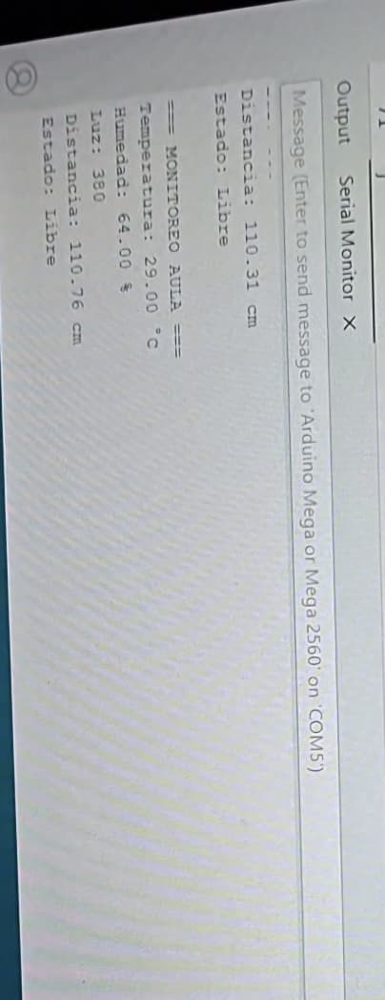 Output Serial Monitor X
Message (Enter to send message to 'Arduino Mega or Mega 2560' on 'COM5')
Distancia: 110.31 cm
Estado: Libre
=== MONITOREO AULA ===
Temperatura: 29.00 °C
Humedad: 64.00 %
Luz: 380
Distancia: 110.76 cm
Estado: Libre